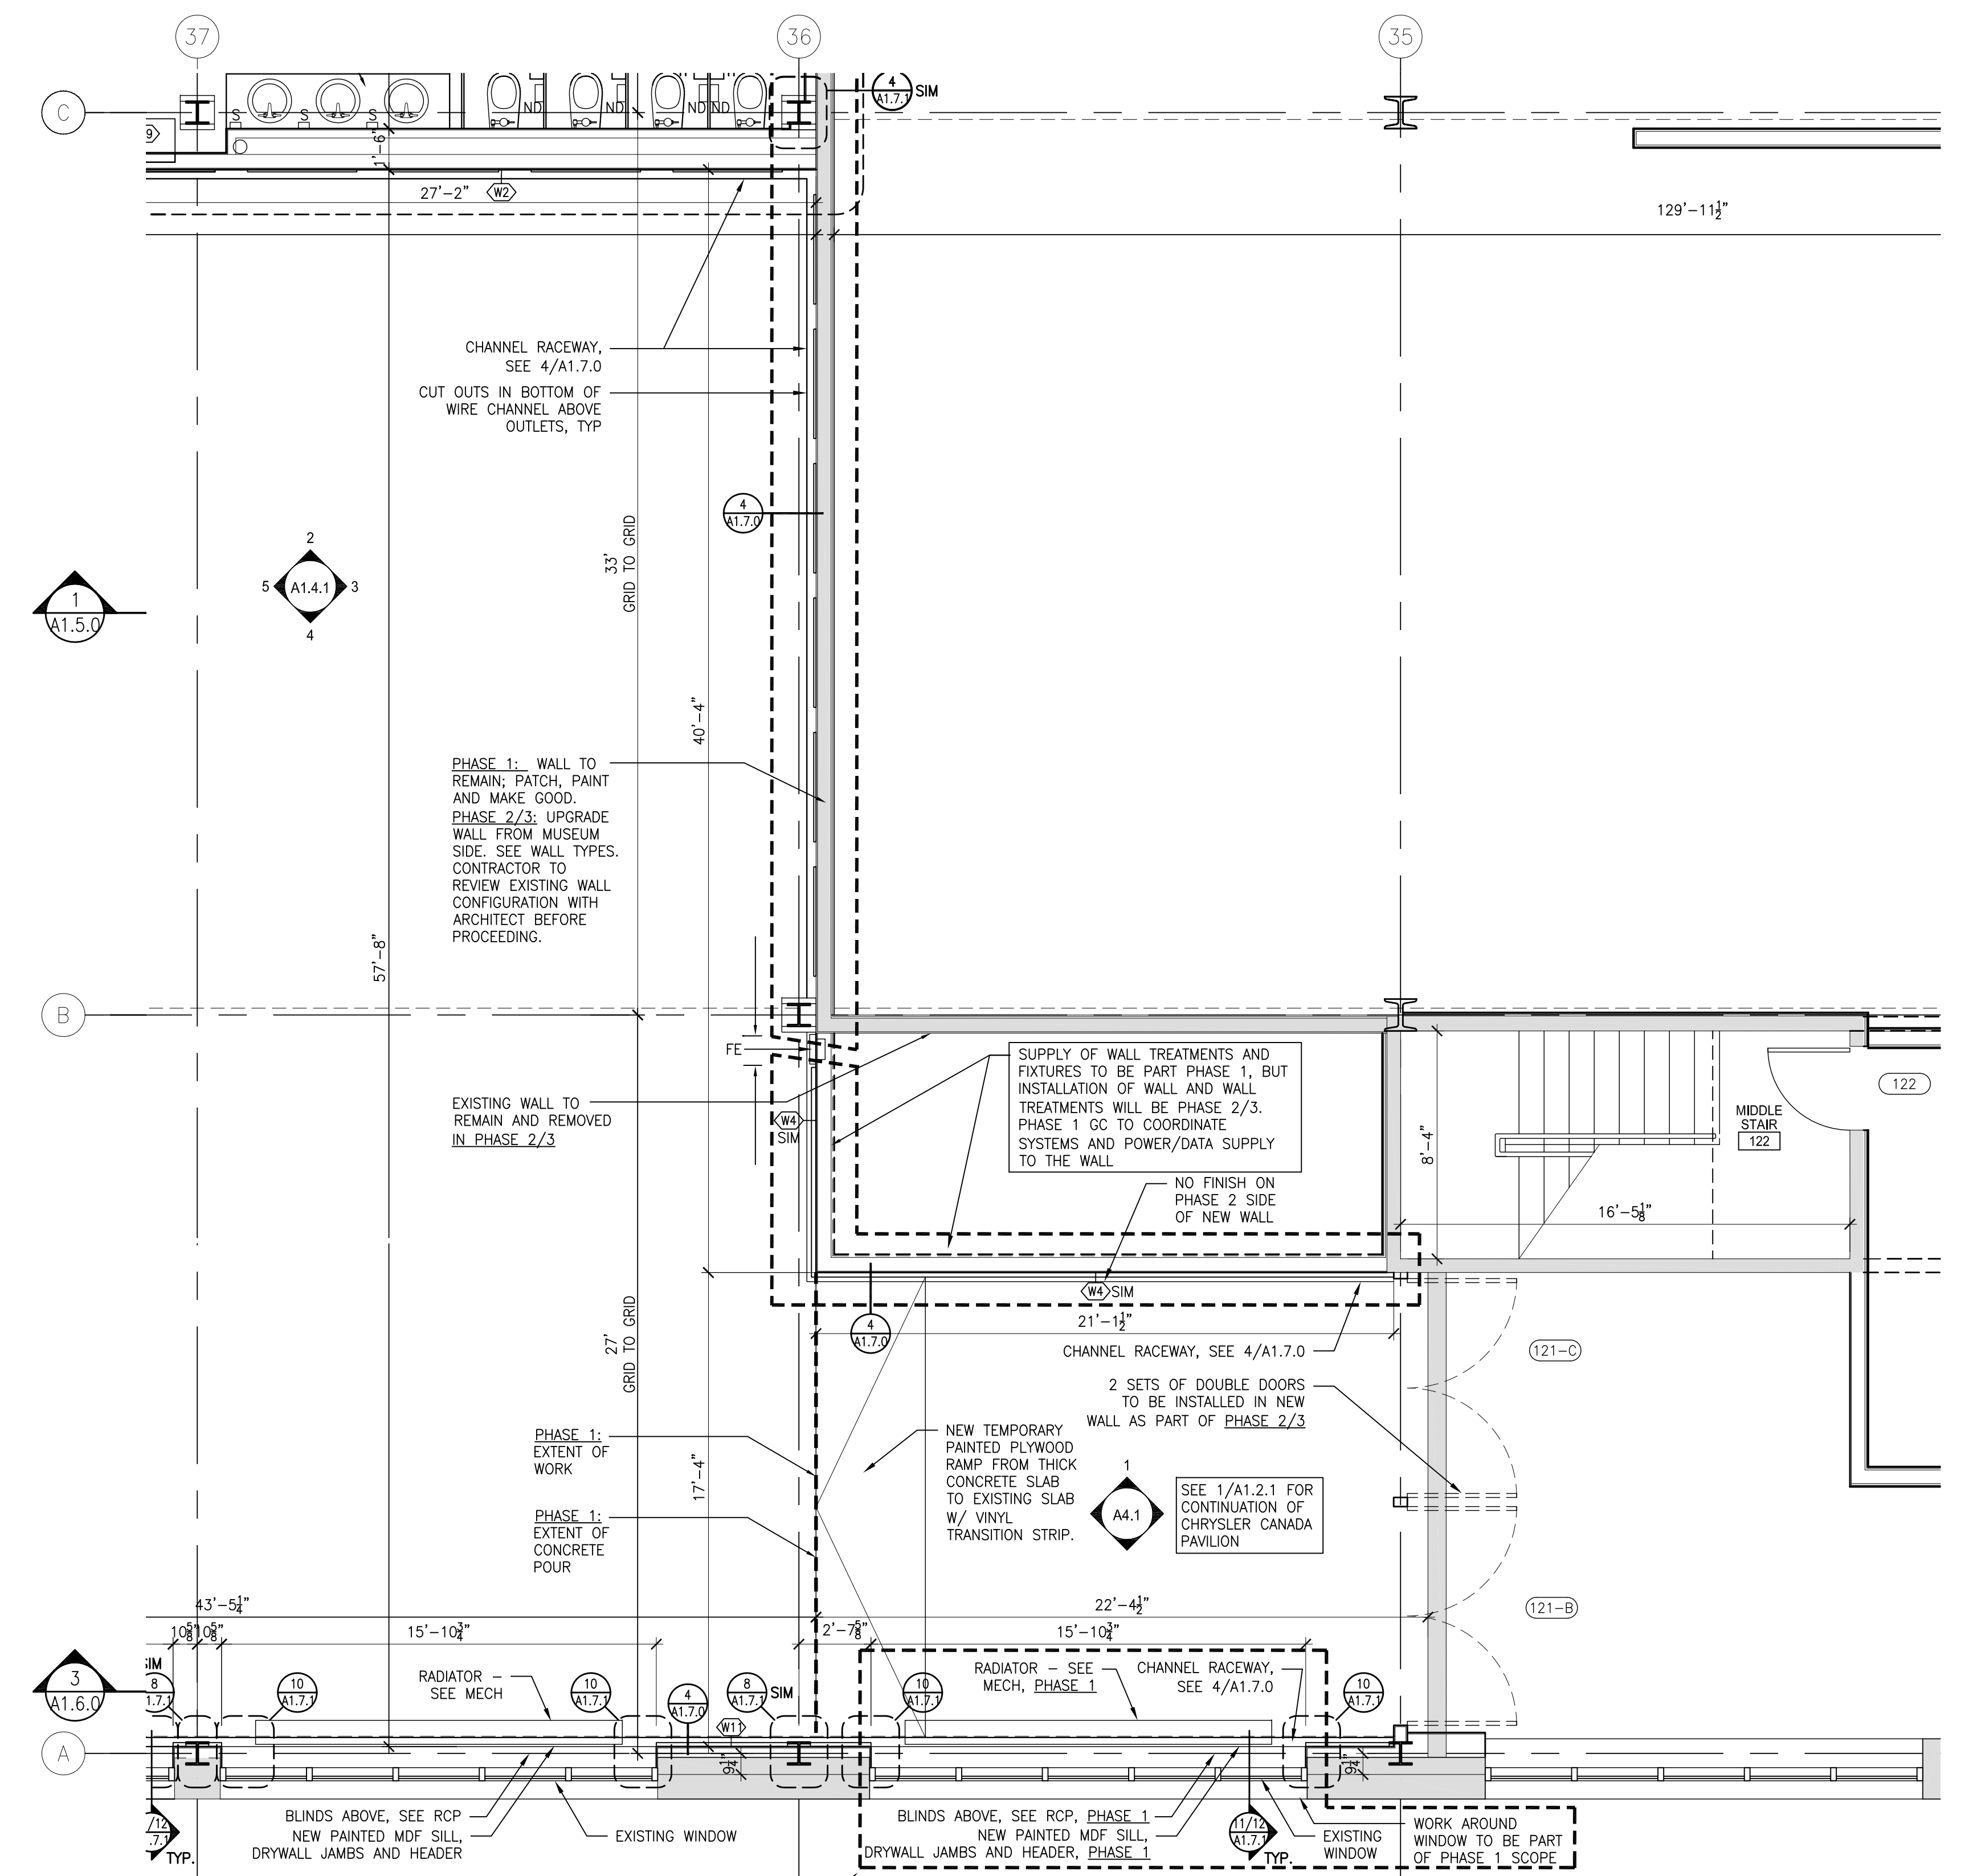 37
36
35
C
4
A1.7.1
SIM
S
S
S
ND
ND
ND
9
1'-6"
27'-2"
W2
129'-11½"
CHANNEL RACEWAY,
SEE 4/A1.7.0
CUT OUTS IN BOTTOM OF
WIRE CHANNEL ABOVE
OUTLETS, TYP
4
A1.7.0
33'
GRID TO GRID
2
5
A1.4.1
3
4
1
A1.5.0
40'-4"
PHASE 1: WALL TO
REMAIN; PATCH, PAINT
AND MAKE GOOD.
PHASE 2/3: UPGRADE
WALL FROM MUSEUM
SIDE. SEE WALL TYPES.
CONTRACTOR TO
REVIEW EXISTING WALL
CONFIGURATION WITH
ARCHITECT BEFORE
PROCEEDING.
57'-8"
B
FE
EXISTING WALL TO
REMAIN AND REMOVED
IN PHASE 2/3
W4
SIM
SUPPLY OF WALL TREATMENTS AND
FIXTURES TO BE PART PHASE 1, BUT
INSTALLATION OF WALL AND WALL
TREATMENTS WILL BE PHASE 2/3.
PHASE 1 GC TO COORDINATE
SYSTEMS AND POWER/DATA SUPPLY
TO THE WALL
NO FINISH ON
PHASE 2 SIDE
OF NEW WALL
8'-4"
MIDDLE
STAIR
122
122
16'-5⅛"
W4
SIM
4
A1.7.0
21'-1½"
27'
GRID TO GRID
CHANNEL RACEWAY, SEE 4/A1.7.0
121-C
2 SETS OF DOUBLE DOORS
TO BE INSTALLED IN NEW
WALL AS PART OF PHASE 2/3
PHASE 1:
EXTENT OF
WORK
17'-4"
NEW TEMPORARY
PAINTED PLYWOOD
RAMP FROM THICK
CONCRETE SLAB
TO EXISTING SLAB
W/ VINYL
TRANSITION STRIP.
1
A4.1
SEE 1/A1.2.1 FOR
CONTINUATION OF
CHRYSLER CANADA
PAVILION
PHASE 1:
EXTENT OF
CONCRETE
POUR
43'-5¼"
22'-4½"
121-B
10⅝"
10⅝"
15'-10¾"
2'-7⅝"
15'-10¾"
3
A1.6.0
SIM
8
1.7.1
10
A1.7.1
RADIATOR -
SEE MECH
10
A1.7.1
4
A1.7.0
8
A1.7.1
SIM
10
A1.7.1
RADIATOR - SEE
MECH, PHASE 1
CHANNEL RACEWAY,
SEE 4/A1.7.0
10
A1.7.1
W11
A
9¼"
9¼"
/12
.7.1
TYP.
BLINDS ABOVE, SEE RCP
NEW PAINTED MDF SILL,
DRYWALL JAMBS AND HEADER
EXISTING WINDOW
BLINDS ABOVE, SEE RCP, PHASE 1
NEW PAINTED MDF SILL,
DRYWALL JAMBS AND HEADER, PHASE 1
11/12
A1.7.1
TYP.
EXISTING
WINDOW
WORK AROUND
WINDOW TO BE PART
OF PHASE 1 SCOPE